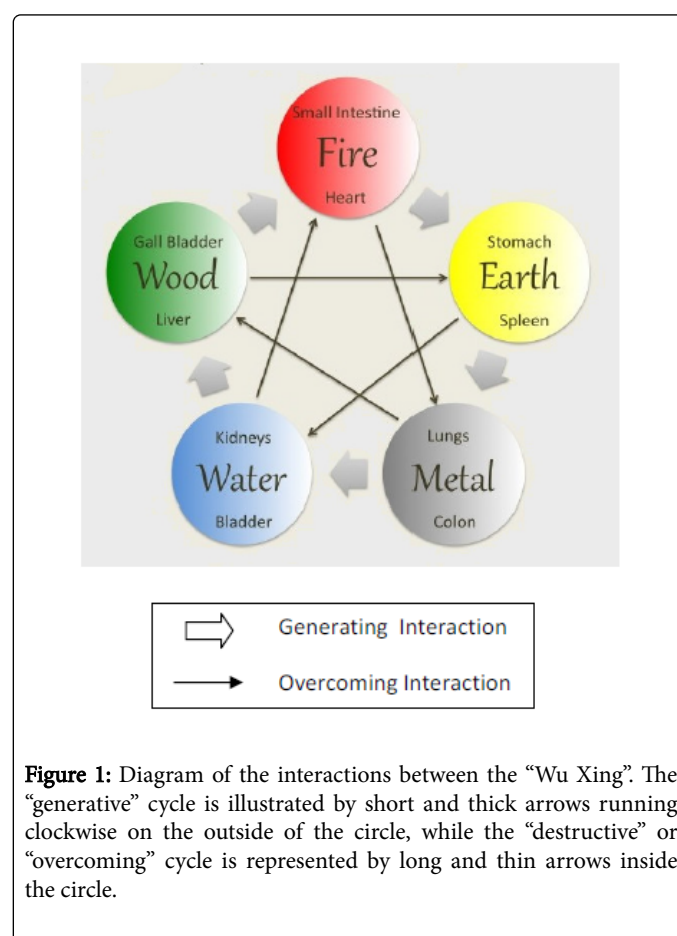 Small Intestine
Fire
Heart
Gall Bladder
Wood
Liver
Stomach
Earth
Spleen
Kidneys
Water
Bladder
Lungs
Metal
Colon
Generating Interaction
Overcoming Interaction
Figure 1: Diagram of the interactions between the “Wu Xing”. The
“generative” cycle is illustrated by short and thick arrows running
clockwise on the outside of the circle, while the “destructive” or
“overcoming” cycle is represented by long and thin arrows inside
the circle.